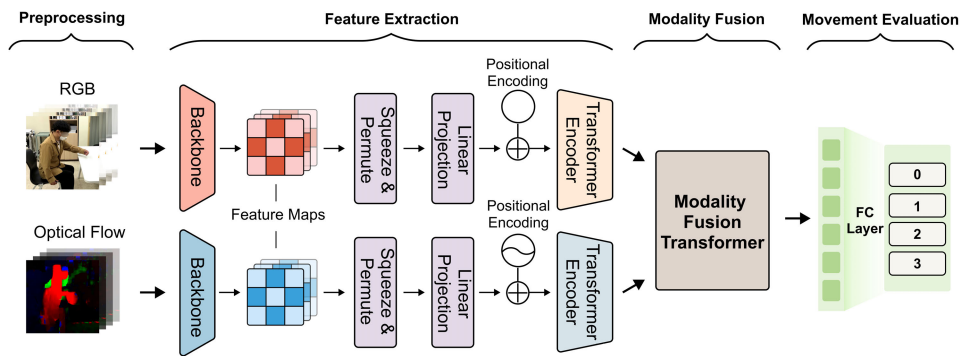 Preprocessing
Feature Extraction
Modality Fusion
Movement Evaluation
RGB
Backbone
Squeeze &
Permute
Linear
Projection
Positional
Encoding
Transformer
Encoder
Feature Maps
Optical Flow
Backbone
Squeeze &
Permute
Linear
Projection
Positional
Encoding
Transformer
Encoder
Modality
Fusion
Transformer
FC
Layer
0
1
2
3